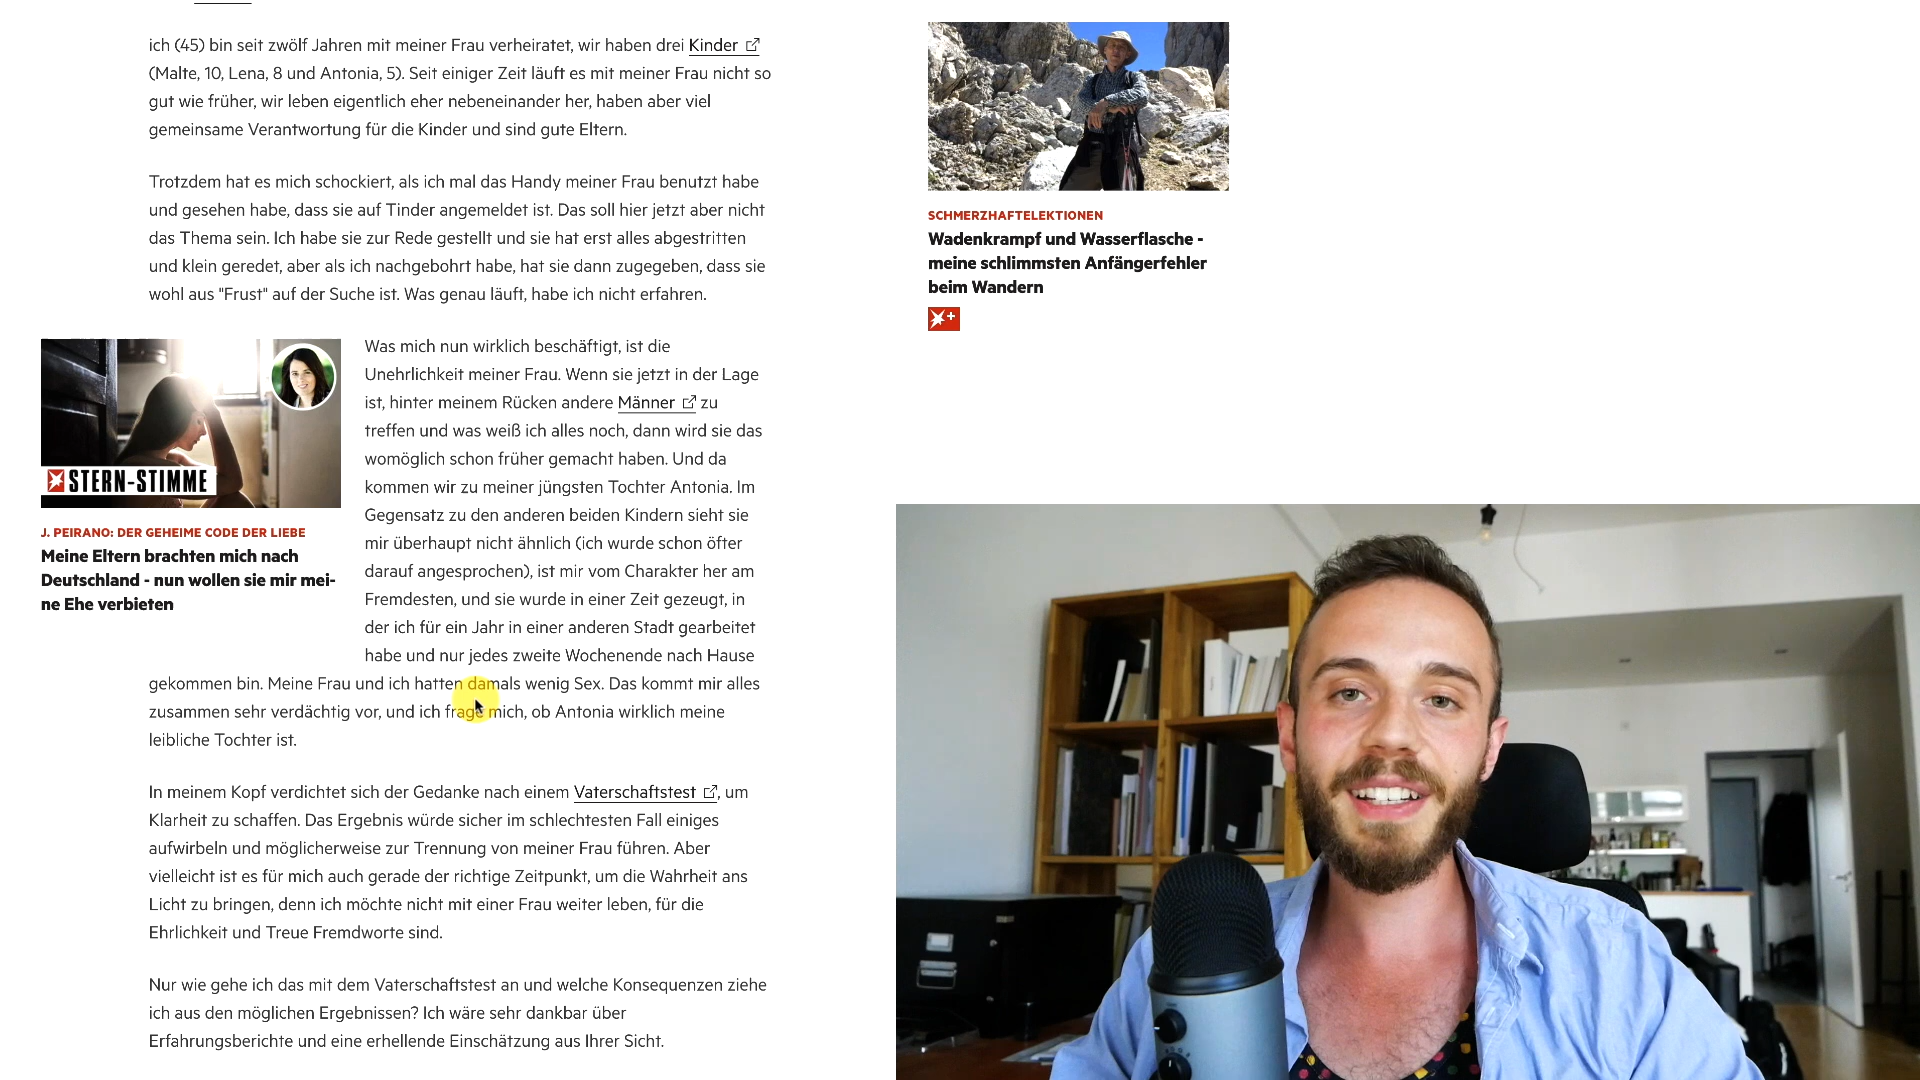 ich (45) bin seit zwölf Jahren mit meiner Frau verheiratet, wir haben drei Kinder
(Malte, 10, Lena, 8 und Antonia, 5). Seit einiger Zeit läuft es mit meiner Frau nicht so
gut wie früher, wir leben eigentlich eher nebeneinander her, haben aber viel
gemeinsame Verantwortung für die Kinder und sind gute Eltern.
Trotzdem hat es mich schockiert, als ich mal das Handy meiner Frau benutzt habe
und gesehen habe, dass sie auf Tinder angemeldet ist. Das soll hier jetzt aber nicht
das Thema sein. Ich habe sie zur Rede gestellt und sie hat erst alles abgestritten
und klein geredet, aber als ich nachgebohrt habe, hat sie dann zugegeben, dass sie
wohl aus "Frust" auf der Suche ist. Was genau läuft, habe ich nicht erfahren.
STERN-STIMME
J. PEIRANO: DER GEHEIME CODE DER LIEBE
Meine Eltern brachten mich nach
Deutschland - nun wollen sie mir mei-
ne Ehe verbieten
Was mich nun wirklich beschäftigt, ist die
Unehrlichkeit meiner Frau. Wenn sie jetzt in der Lage
ist, hinter meinem Rücken andere Männer zu
treffen und was weiß ich alles noch, dann wird sie das
womöglich schon früher gemacht haben. Und da
kommen wir zu meiner jüngsten Tochter Antonia. Im
Gegensatz zu den anderen beiden Kindern sieht sie
mir überhaupt nicht ähnlich (ich wurde schon öfter
darauf angesprochen), ist mir vom Charakter her am
Fremdesten, und sie wurde in einer Zeit gezeugt, in
der ich für ein Jahr in einer anderen Stadt gearbeitet
habe und nur jedes zweite Wochenende nach Hause
gekommen bin. Meine Frau und ich hatten damals wenig Sex. Das kommt mir alles
zusammen sehr verdächtig vor, und ich frage mich, ob Antonia wirklich meine
leibliche Tochter ist.
In meinem Kopf verdichtet sich der Gedanke nach einem Vaterschaftstest, um
Klarheit zu schaffen. Das Ergebnis würde sicher im schlechtesten Fall einiges
aufwirbeln und möglicherweise zur Trennung von meiner Frau führen. Aber
vielleicht ist es für mich auch gerade der richtige Zeitpunkt, um die Wahrheit ans
Licht zu bringen, denn ich möchte nicht mit einer Frau weiter leben, für die
Ehrlichkeit und Treue Fremdworte sind.
Nur wie gehe ich das mit dem Vaterschaftstest an und welche Konsequenzen ziehe
ich aus den möglichen Ergebnissen? Ich wäre sehr dankbar über
Erfahrungsberichte und eine erhellende Einschätzung aus Ihrer Sicht.
SCHMERZHAFTELEKTIONEN
Wadenkrampf und Wasserflasche -
meine schlimmsten Anfängerfehler
beim Wandern
+